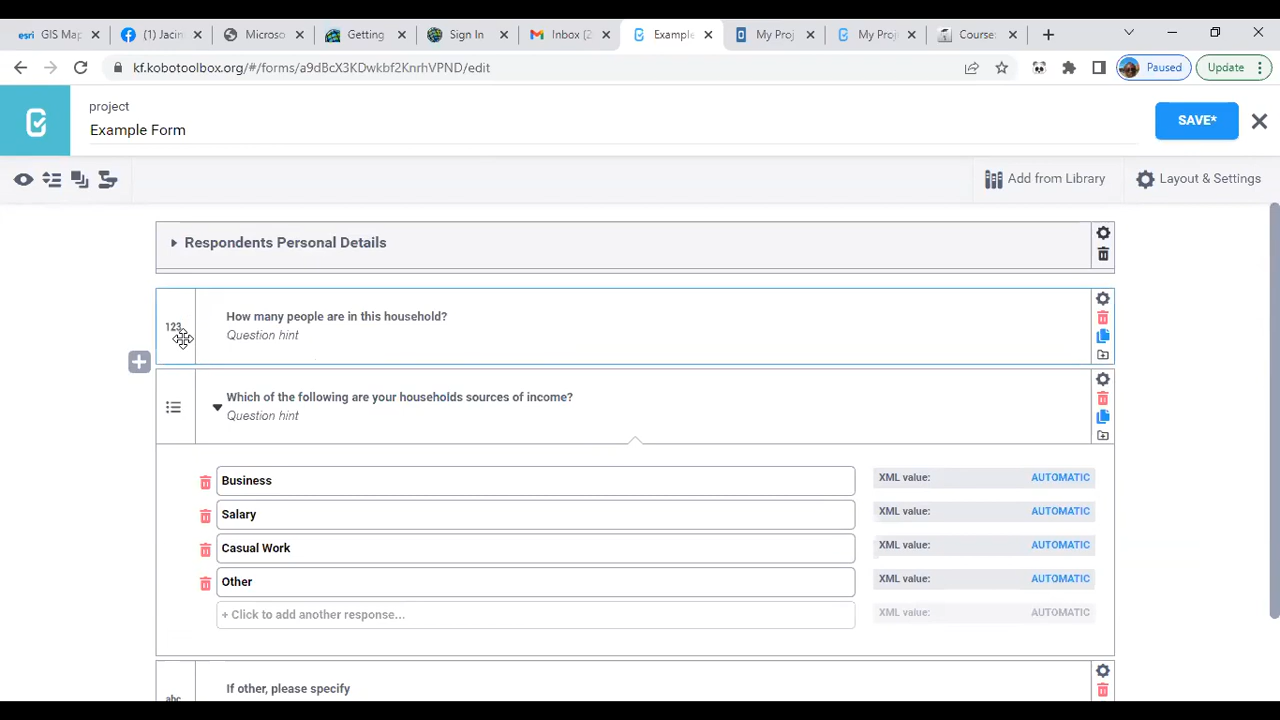 esri GIS Map
(1) Jacin
Microso
Getting
Sign In
Inbox (2
Example
My Proj
My Proj
Course
kf.kobotoolbox.org/#/forms/a9dBcX3KDwkbf2KnrhVPND/edit
Paused
Update
project
Example Form
SAVE*
Add from Library
Layout & Settings
Respondents Personal Details
123
How many people are in this household?
Question hint
Which of the following are your households sources of income?
Question hint
Business
XML value: AUTOMATIC
Salary
XML value: AUTOMATIC
Casual Work
XML value: AUTOMATIC
Other
XML value: AUTOMATIC
+ Click to add another response...
XML value: AUTOMATIC
abc
If other, please specify